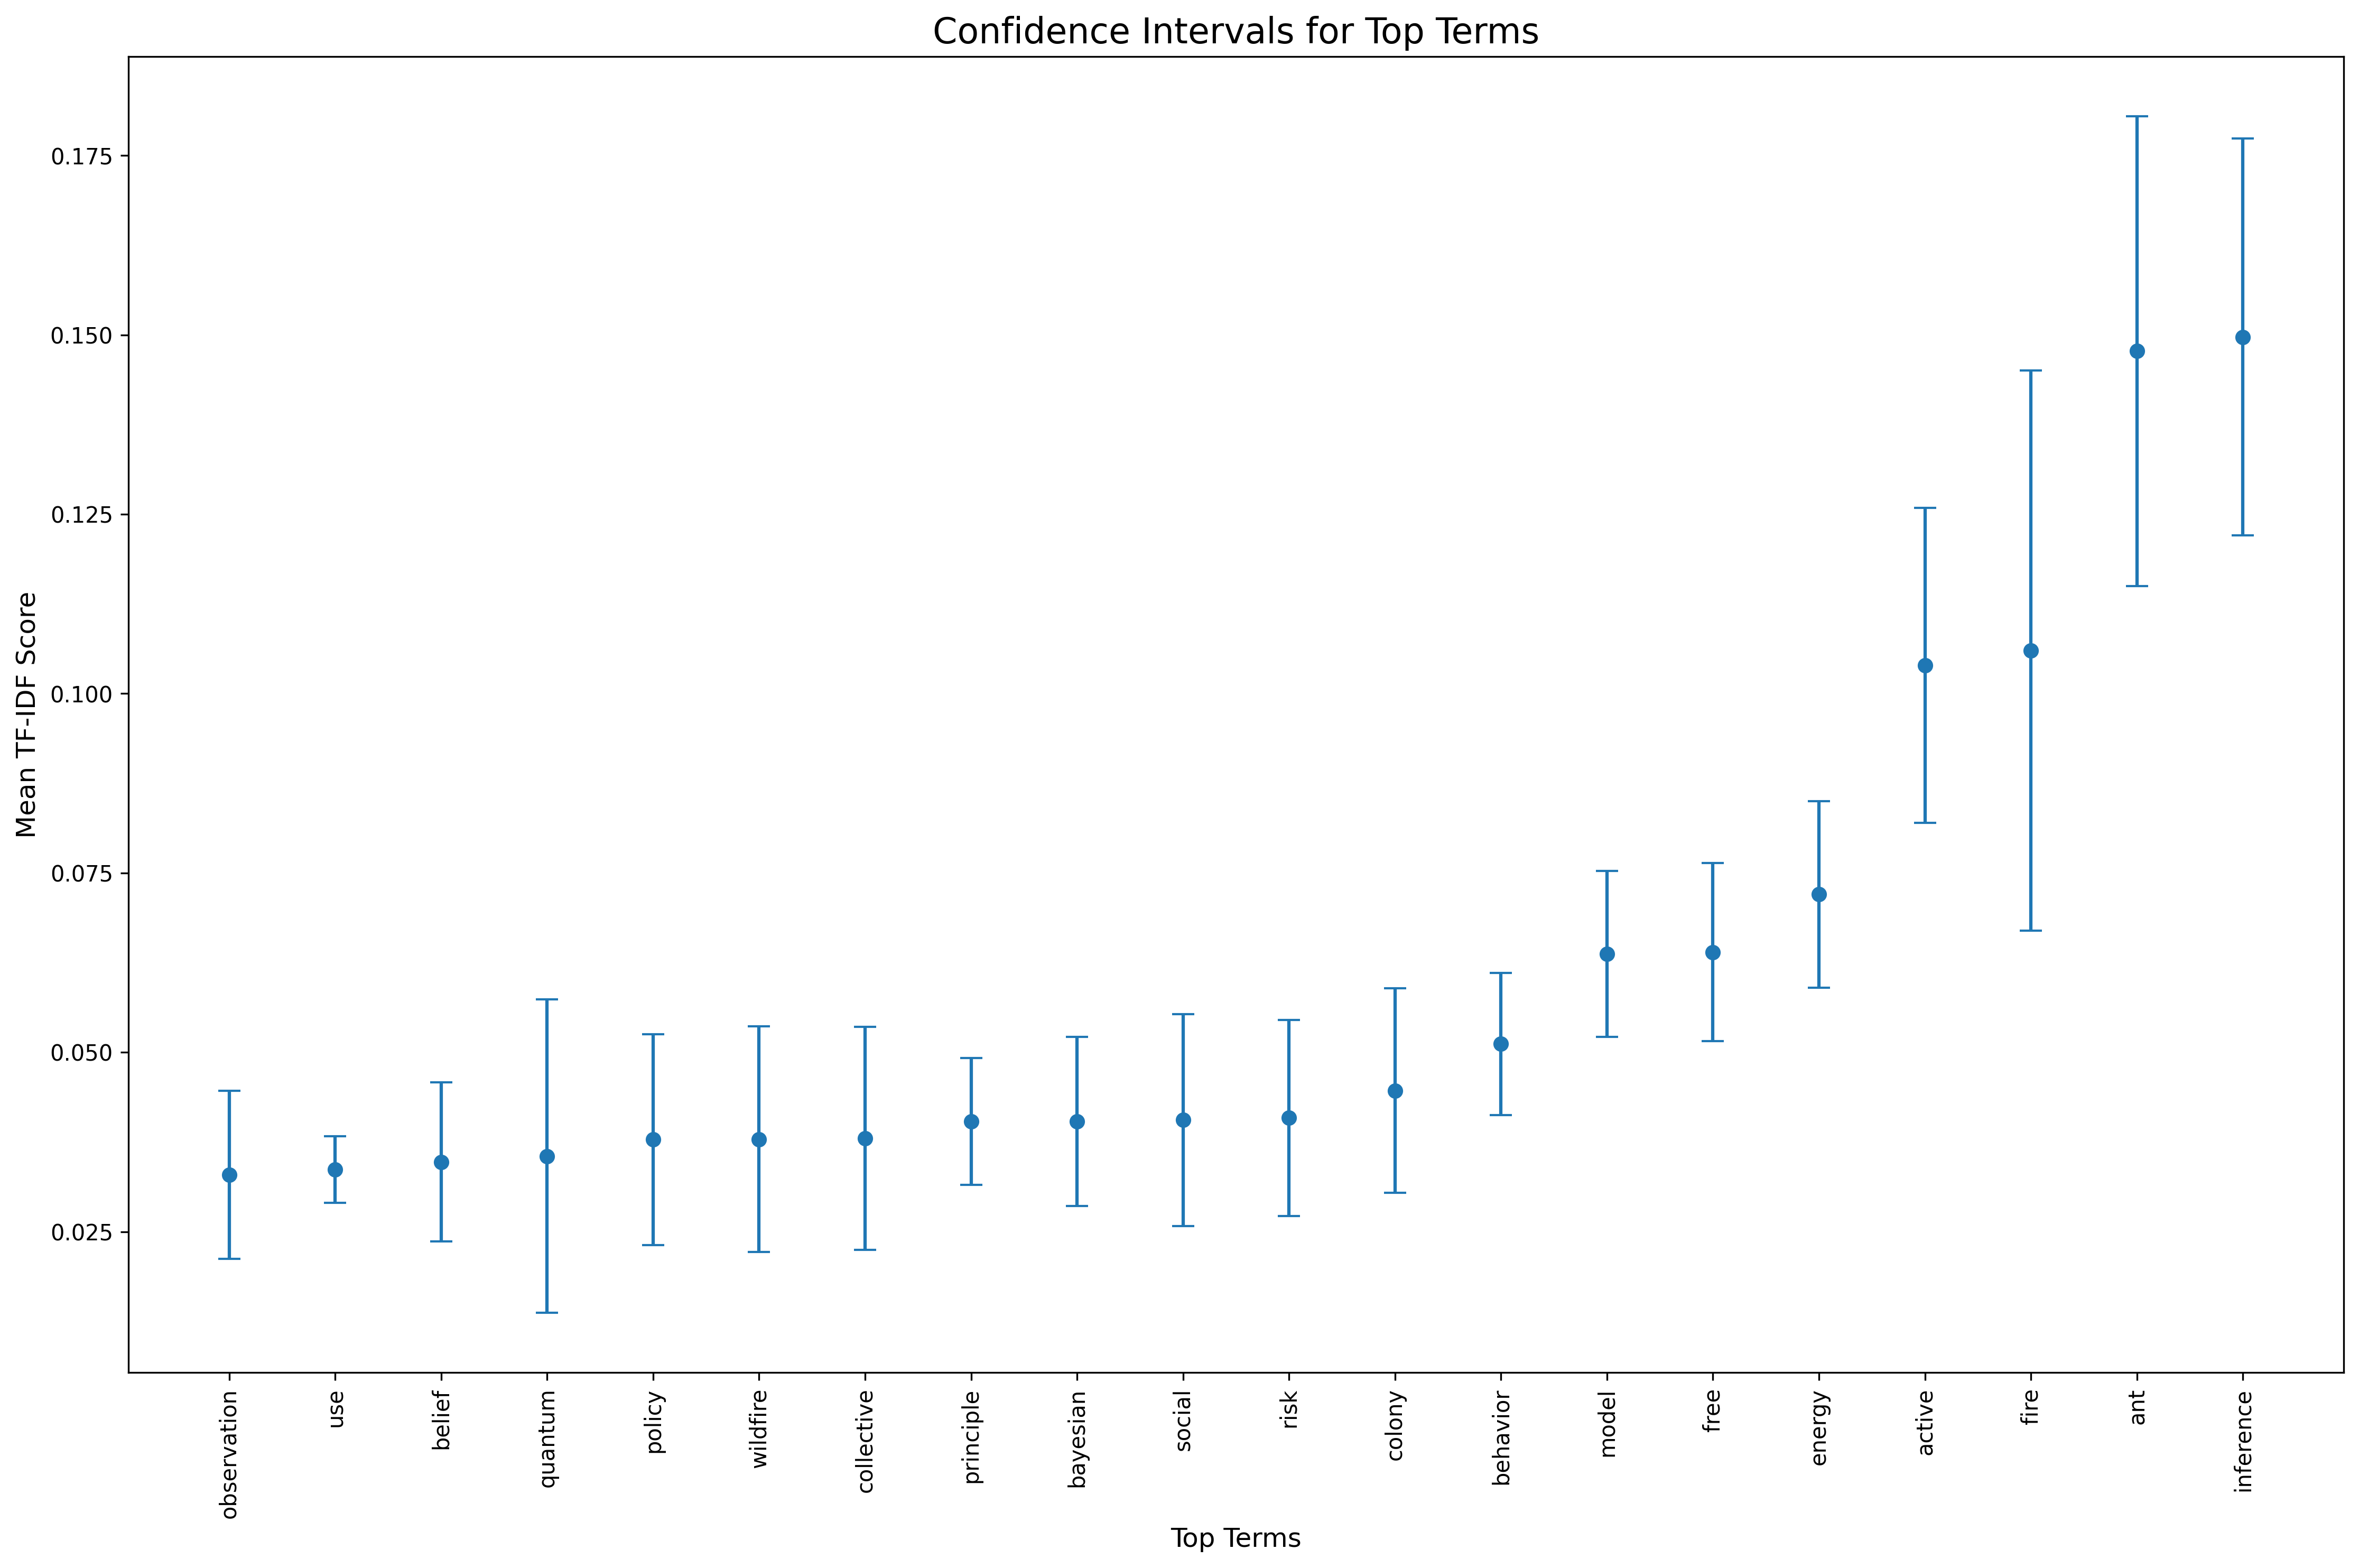 Confidence Intervals for Top Terms
Mean TF-IDF Score
0.175
0.150
0.125
0.100
0.075
0.050
0.025
observation
use
belief
quantum
policy
wildfire
collective
principle
bayesian
social
risk
colony
behavior
model
free
energy
active
fire
ant
inference
Top Terms